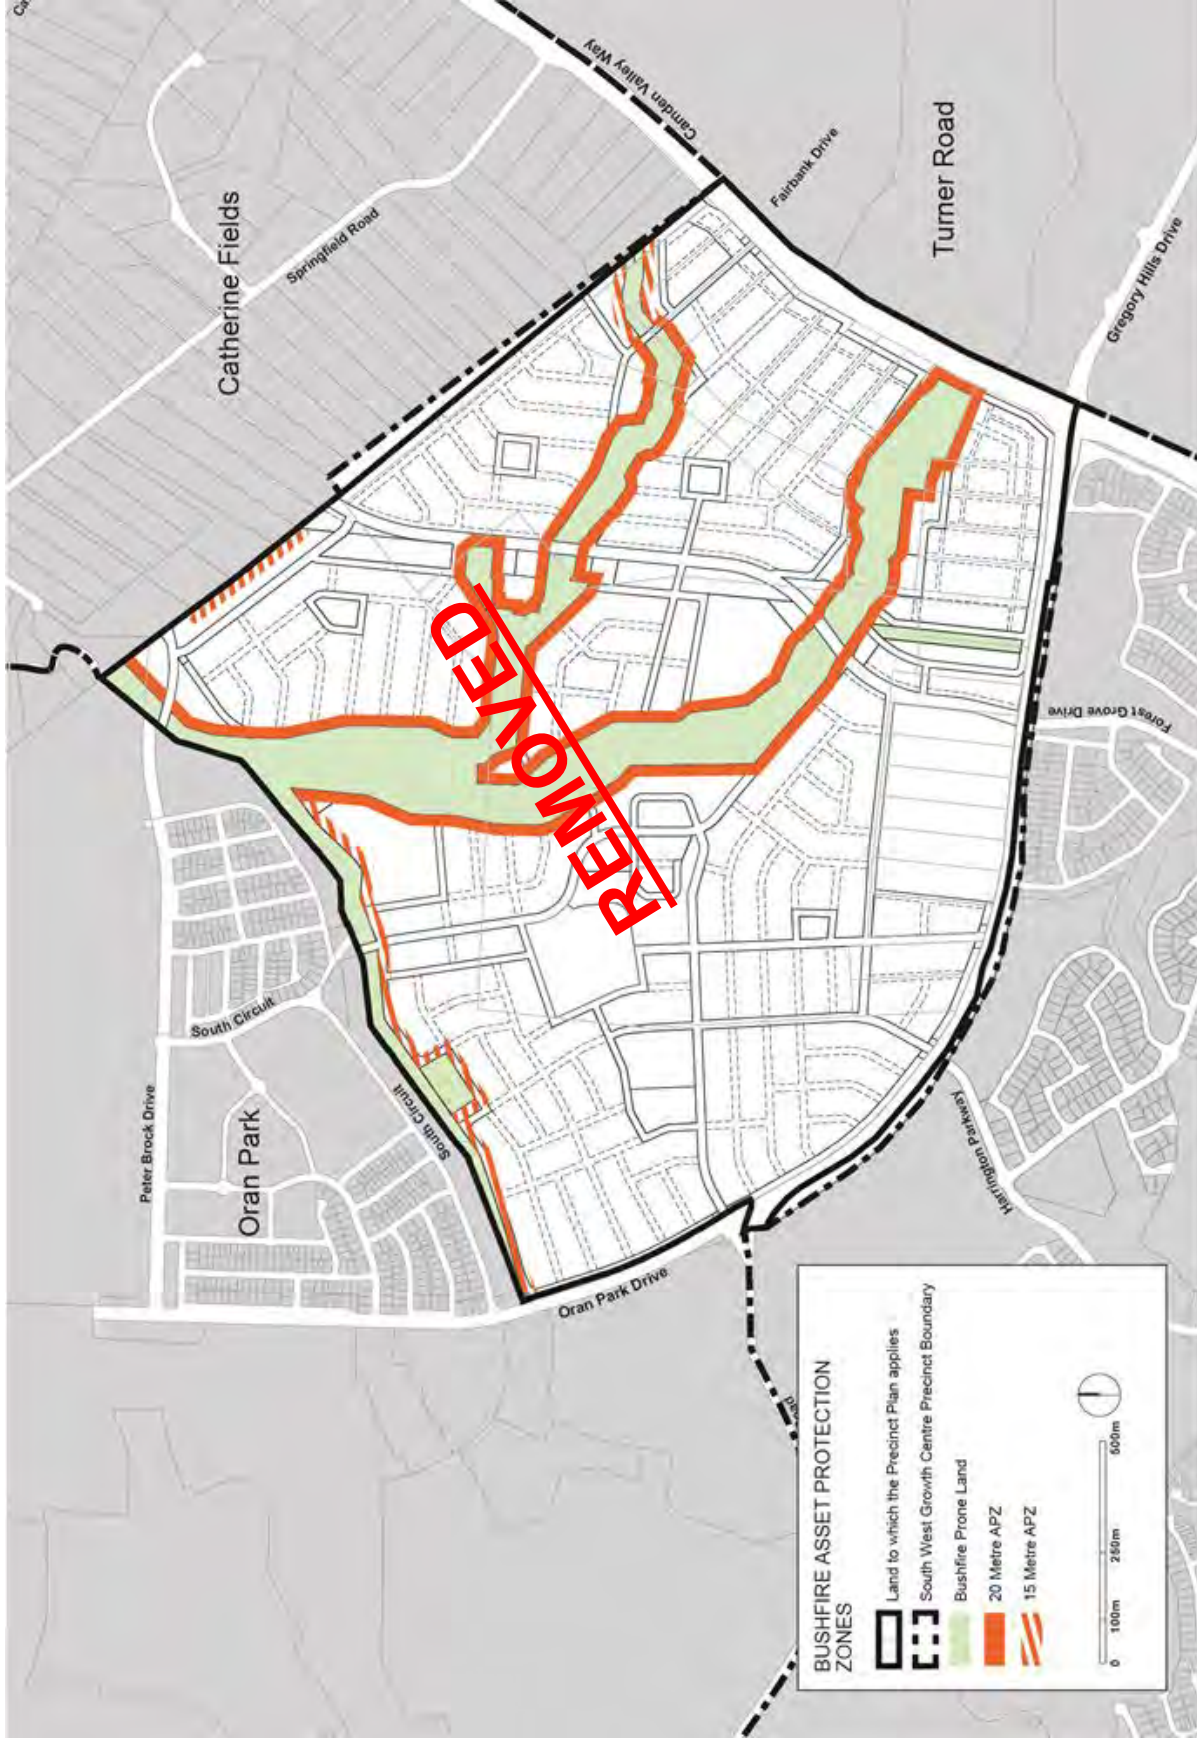 Ca
Catherine Fields
Springfield Road
Camden Valley Way
Fairbank Drive
Turner Road
Gregory Hills Drive
Forest Grove Drive
REMOVED
Peter Brock Drive
South Circuit
Oran Park
South Circuit
Oran Park Drive
Harrington Parkway
oad
BUSHFIRE ASSET PROTECTION
ZONES
Land to which the Precinct Plan applies
South West Growth Centre Precinct Boundary
Bushfire Prone Land
20 Metre APZ
15 Metre APZ
0 100m 250m 500m